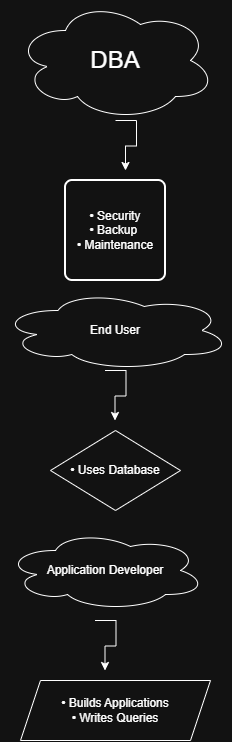 DBA
• Security
• Backup
• Maintenance
End User
• Uses Database
Application Developer
• Builds Applications
• Writes Queries